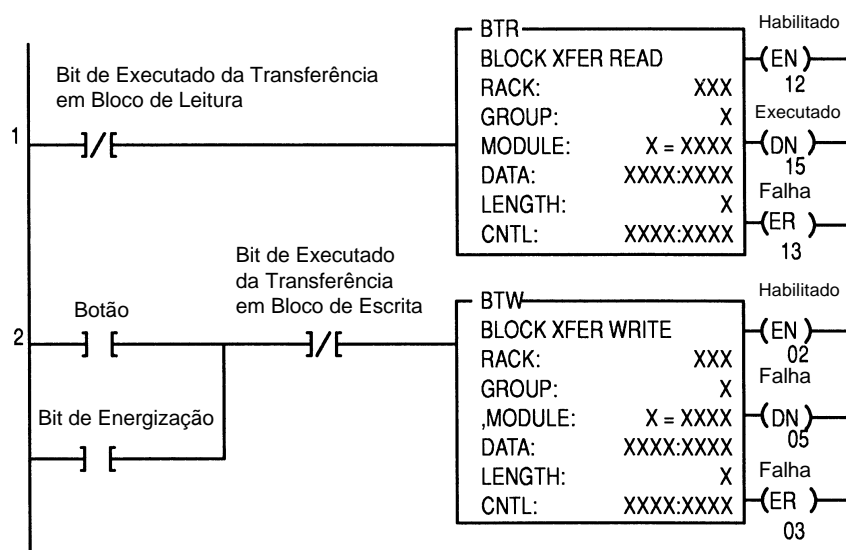 BTR
Habilitado
BLOCK XFER READ
(EN)
12
Bit de Executado da Transferência
em Bloco de Leitura
RACK: XXX
GROUP: X
Executado
1
MODULE: X = XXXX
(DN)
15
DATA: XXXX:XXXX
Falha
LENGTH: X
(ER)
13
CNTL: XXXX:XXXX
Bit de Executado
da Transferência
em Bloco de Escrita
Botão
2
BTW
Habilitado
BLOCK XFER WRITE
(EN)
02
RACK: XXX
Falha
GROUP: X
,MODULE: X = XXXX
(DN)
05
Bit de Energização
DATA: XXXX:XXXX
Falha
LENGTH: X
(ER)
03
CNTL: XXXX:XXXX